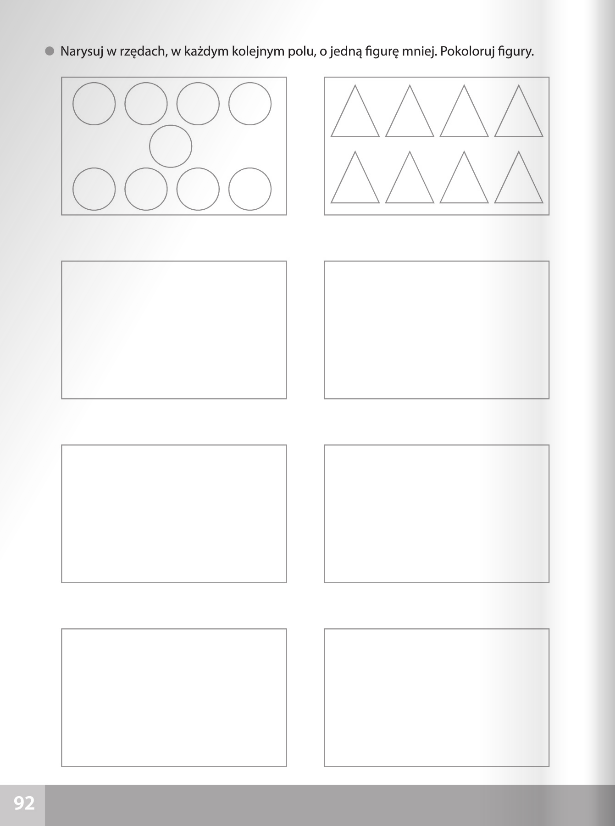 Narysuj w rzędach, w każdym kolejnym polu, o jedną figurę mniej. Pokoloruj figury.
92